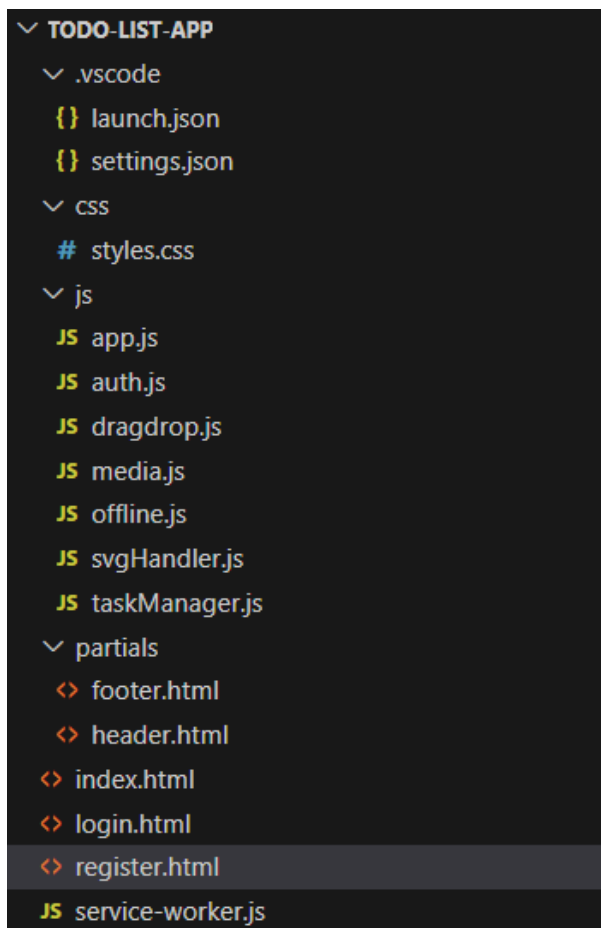 TODO-LIST-APP
.vscode
{} launch.json
{} settings.json
css
# styles.css
js
JS app.js
JS auth.js
JS dragdrop.js
JS media.js
JS offline.js
JS svgHandler.js
JS taskManager.js
partials
<> footer.html
<> header.html
<> index.html
<> login.html
<> register.html
JS service-worker.js